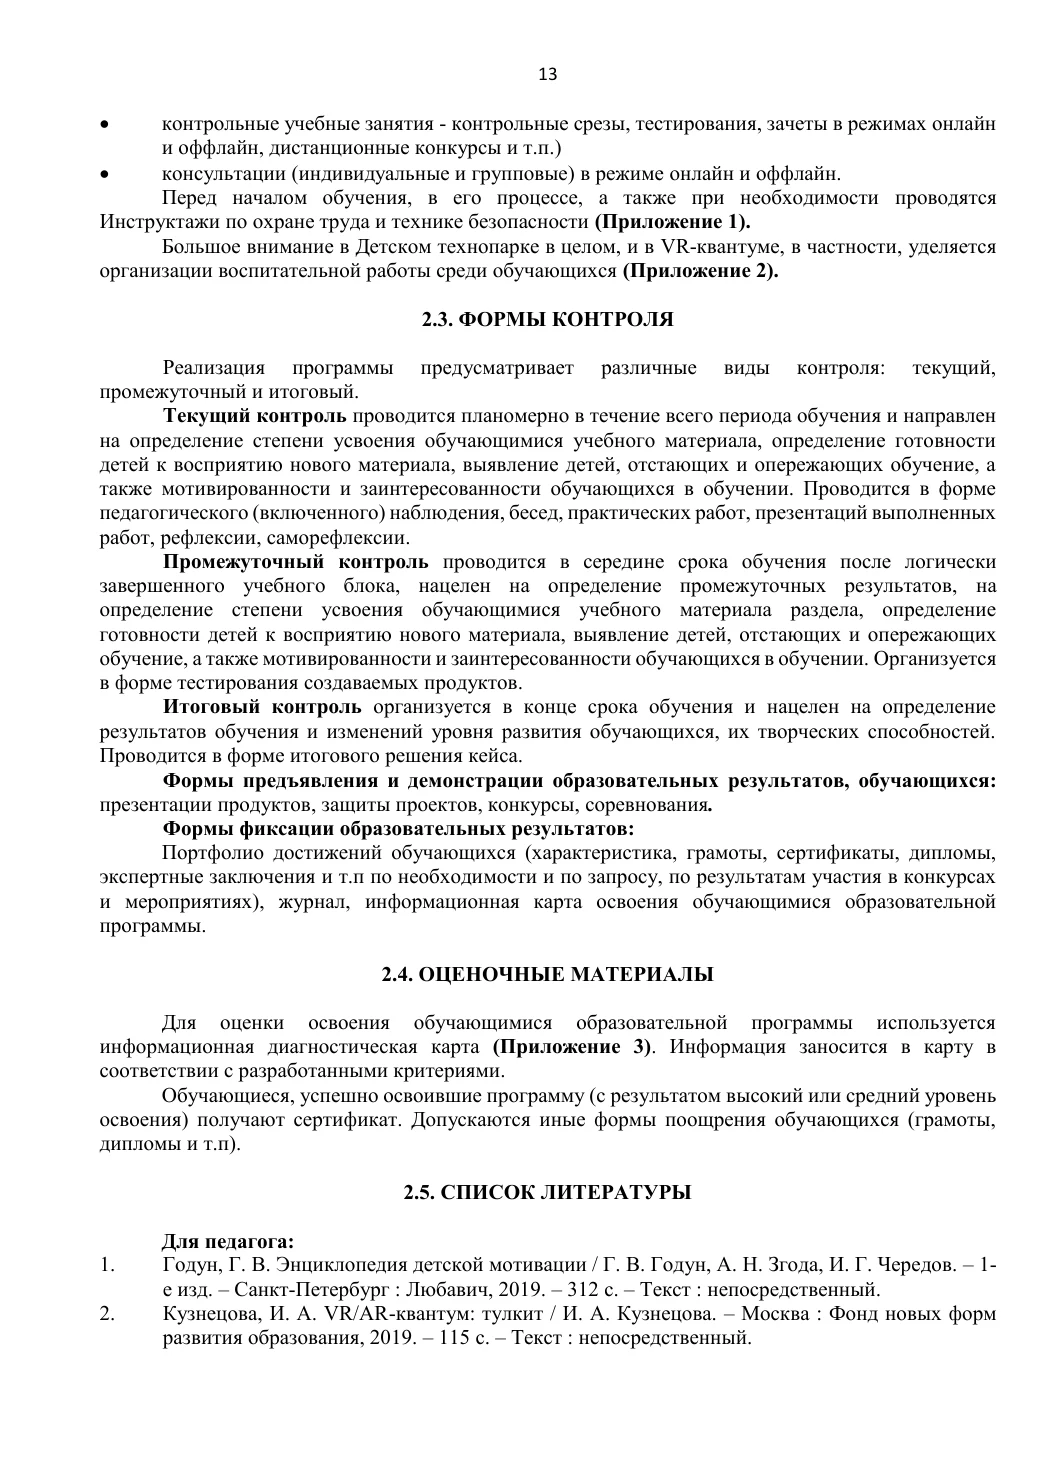 13
• контрольные учебные занятия - контрольные срезы, тестирования, зачеты в режимах онлайн
и оффлайн, дистанционные конкурсы и т.п.)
• консультации (индивидуальные и групповые) в режиме онлайн и оффлайн.
Перед началом обучения, в его процессе, а также при необходимости проводятся
Инструктажи по охране труда и технике безопасности (Приложение 1).
Большое внимание в Детском технопарке в целом, и в VR-квантуме, в частности, уделяется
организации воспитательной работы среди обучающихся (Приложение 2).
2.3. ФОРМЫ КОНТРОЛЯ
Реализация программы предусматривает различные виды контроля: текущий,
промежуточный и итоговый.
Текущий контроль проводится планомерно в течение всего периода обучения и направлен
на определение степени усвоения обучающимися учебного материала, определение готовности
детей к восприятию нового материала, выявление детей, отстающих и опережающих обучение, а
также мотивированности и заинтересованности обучающихся в обучении. Проводится в форме
педагогического (включенного) наблюдения, бесед, практических работ, презентаций выполненных
работ, рефлексии, саморефлексии.
Промежуточный контроль проводится в середине срока обучения после логически
завершенного учебного блока, нацелен на определение промежуточных результатов, на
определение степени усвоения обучающимися учебного материала раздела, определение
готовности детей к восприятию нового материала, выявление детей, отстающих и опережающих
обучение, а также мотивированности и заинтересованности обучающихся в обучении. Организуется
в форме тестирования создаваемых продуктов.
Итоговый контроль организуется в конце срока обучения и нацелен на определение
результатов обучения и изменений уровня развития обучающихся, их творческих способностей.
Проводится в форме итогового решения кейса.
Формы предъявления и демонстрации образовательных результатов, обучающихся:
презентации продуктов, защиты проектов, конкурсы, соревнования.
Формы фиксации образовательных результатов:
Портфолио достижений обучающихся (характеристика, грамоты, сертификаты, дипломы,
экспертные заключения и т.п по необходимости и по запросу, по результатам участия в конкурсах
и мероприятиях), журнал, информационная карта освоения обучающимися образовательной
программы.
2.4. ОЦЕНОЧНЫЕ МАТЕРИАЛЫ
Для оценки освоения обучающимися образовательной программы используется
информационная диагностическая карта (Приложение 3). Информация заносится в карту в
соответствии с разработанными критериями.
Обучающиеся, успешно освоившие программу (с результатом высокий или средний уровень
освоения) получают сертификат. Допускаются иные формы поощрения обучающихся (грамоты,
дипломы и т.п).
2.5. СПИСОК ЛИТЕРАТУРЫ
Для педагога:
1. Годун, Г. В. Энциклопедия детской мотивации / Г. В. Годун, А. Н. Згода, И. Г. Чередов. – 1-
е изд. – Санкт-Петербург : Любавич, 2019. – 312 с. – Текст : непосредственный.
2. Кузнецова, И. А. VR/AR-квантум: тулкит / И. А. Кузнецова. – Москва : Фонд новых форм
развития образования, 2019. – 115 с. – Текст : непосредственный.